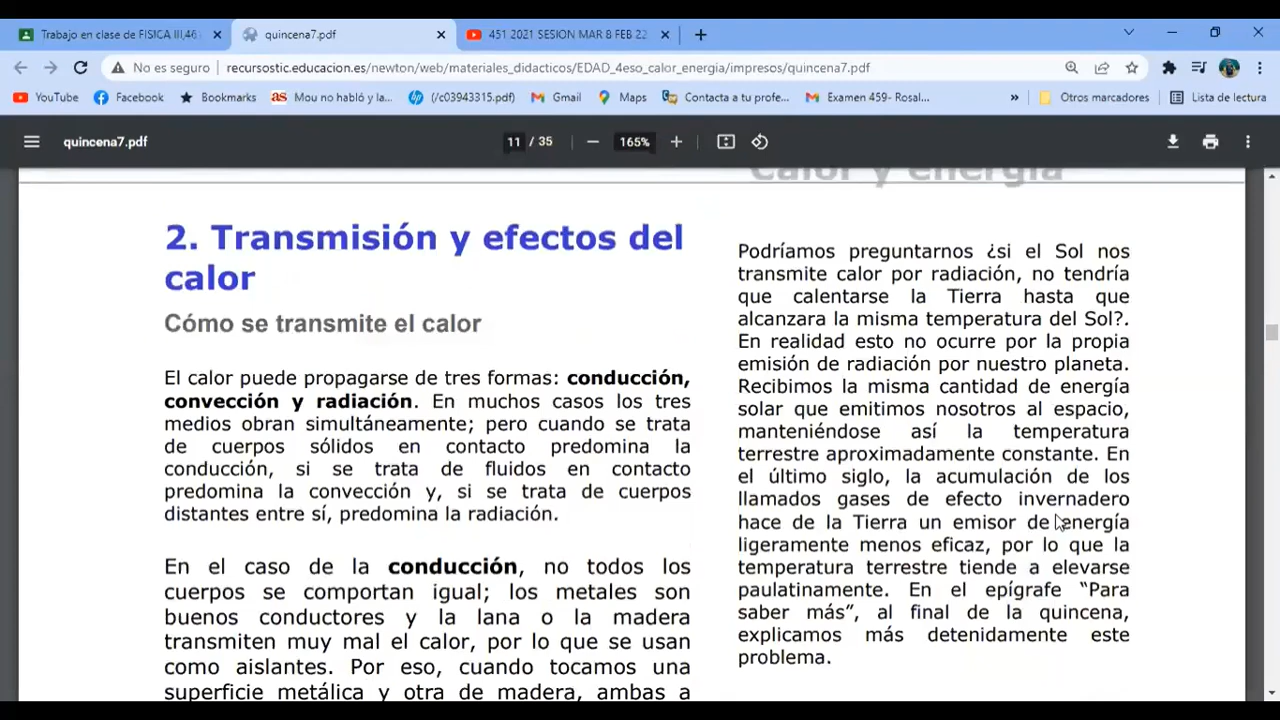 Trabajo en clase de FISICA III,46
quincena7.pdf
451 2021 SESION MAR 8 FEB 22
No es seguro
recursostic.educacion.es/newton/web/materiales_didacticos/EDAD_4eso_calor_energia/impresos/quincena7.pdf
YouTube
Facebook
Bookmarks
as
Mou no habló y la...
(/c03943315.pdf)
Gmail
Maps
Contacta a tu profe...
Examen 459- Rosal...
»
Otros marcadores
Lista de lectura
quincena7.pdf
11 / 35
165%
Calor y energía
2. Transmisión y efectos del
calor
Cómo se transmite el calor
El calor puede propagarse de tres formas: conducción,
convección y radiación. En muchos casos los tres
medios obran simultáneamente; pero cuando se trata
de cuerpos sólidos en contacto predomina la
conducción, si se trata de fluidos en contacto
predomina la convección y, si se trata de cuerpos
distantes entre sí, predomina la radiación.
En el caso de la conducción, no todos los
cuerpos se comportan igual; los metales son
buenos conductores y la lana o la madera
transmiten muy mal el calor, por lo que se usan
como aislantes. Por eso, cuando tocamos una
superficie metálica y otra de madera, ambas a
Podríamos preguntarnos ¿si el Sol nos
transmite calor por radiación, no tendría
que calentarse la Tierra hasta que
alcanzara la misma temperatura del Sol?.
En realidad esto no ocurre por la propia
emisión de radiación por nuestro planeta.
Recibimos la misma cantidad de energía
solar que emitimos nosotros al espacio,
manteniéndose así la temperatura
terrestre aproximadamente constante. En
el último siglo, la acumulación de los
llamados gases de efecto invernadero
hace de la Tierra un emisor de energía
ligeramente menos eficaz, por lo que la
temperatura terrestre tiende a elevarse
paulatinamente. En el epígrafe “Para
saber más”, al final de la quincena,
explicamos más detenidamente este
problema.